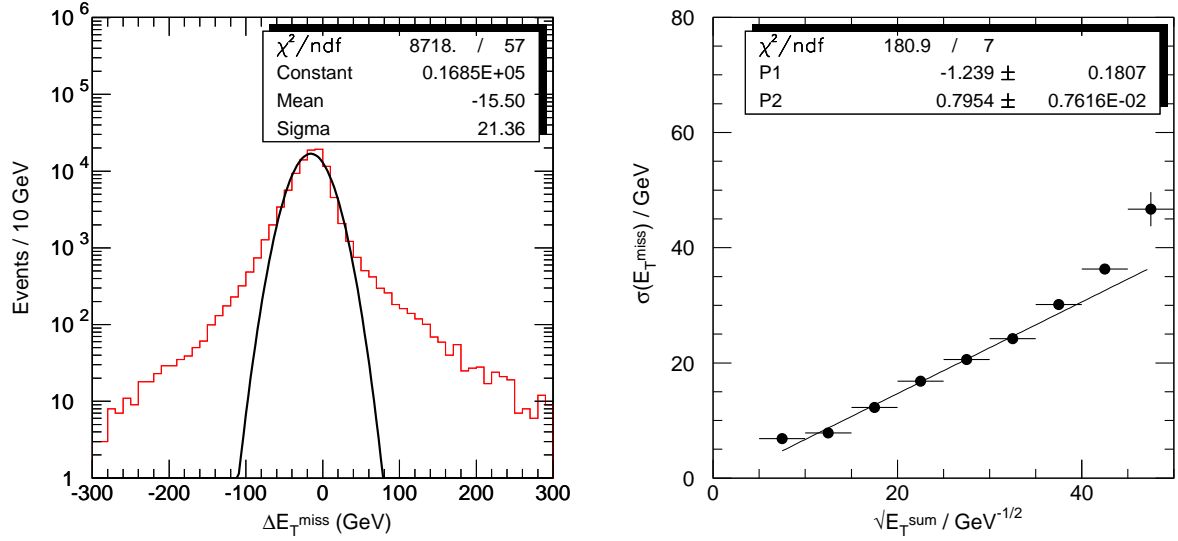 χ²/ndf 8718. / 57
Constant 0.1685E+05
Mean -15.50
Sigma 21.36
10⁶
10⁵
10⁴
10³
10²
10
1
Events / 10 GeV
-300 -200 -100 0 100 200 300
ΔE_T^miss (GeV)
χ²/ndf 180.9 / 7
P1 -1.239 ± 0.1807
P2 0.7954 ± 0.7616E-02
80
60
40
20
0
σ(E_T^miss) / GeV
0 20 40
√E_T^sum / GeV^-1/2